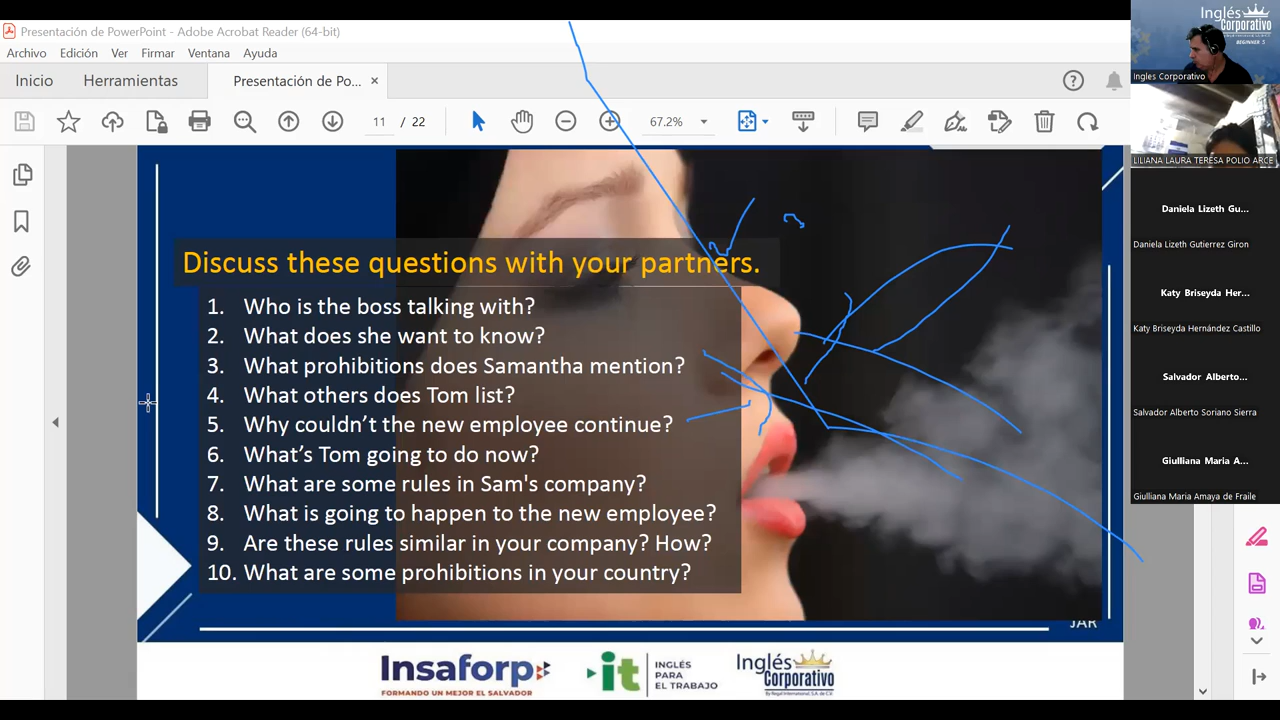 Presentación de PowerPoint - Adobe Acrobat Reader (64-bit)
Archivo Edición Ver Firmar Ventana Ayuda
Inicio Herramientas Presentación de Po... ×
11 / 22 67.2%
Discuss these questions with your partners.
1. Who is the boss talking with?
2. What does she want to know?
3. What prohibitions does Samantha mention?
4. What others does Tom list?
5. Why couldn't the new employee continue?
6. What's Tom going to do now?
7. What are some rules in Sam's company?
8. What is going to happen to the new employee?
9. Are these rules similar in your company? How?
10. What are some prohibitions in your country?
JAR
Insaforp
FORMANDO UN MEJOR EL SALVADOR
it
INGLÉS
PARA
EL TRABAJO
Inglés
Corporativo
By Regal International, S.A. de C.V.
Inglés
Corporativo
BEGINNER 5
Ingles Corporativo
LILIANA LAURA TERESA POLIO ARCE
Daniela Lizeth Gu...
Daniela Lizeth Gutierrez Giron
Katy Briseyda Her...
Katy Briseyda Hernández Castillo
Salvador Alberto...
Salvador Alberto Soriano Sierra
Giulliana Maria A...
Giulliana Maria Amaya de Fraile